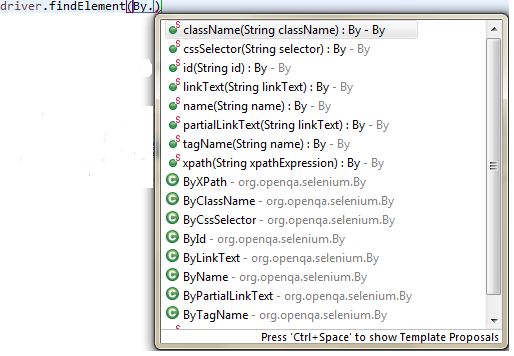 driver.findElement(By.)
className(String className) : By - By
cssSelector(String selector) : By - By
id(String id) : By - By
linkText(String linkText) : By - By
name(String name) : By - By
partialLinkText(String linkText) : By - By
tagName(String name) : By - By
xpath(String xpathExpression) : By - By
ByXPath - org.openqa.selenium.By
ByClassName - org.openqa.selenium.By
ByCssSelector - org.openqa.selenium.By
ById - org.openqa.selenium.By
ByLinkText - org.openqa.selenium.By
ByName - org.openqa.selenium.By
ByPartialLinkText - org.openqa.selenium.By
ByTagName - org.openqa.selenium.By
Press 'Ctrl+Space' to show Template Proposals